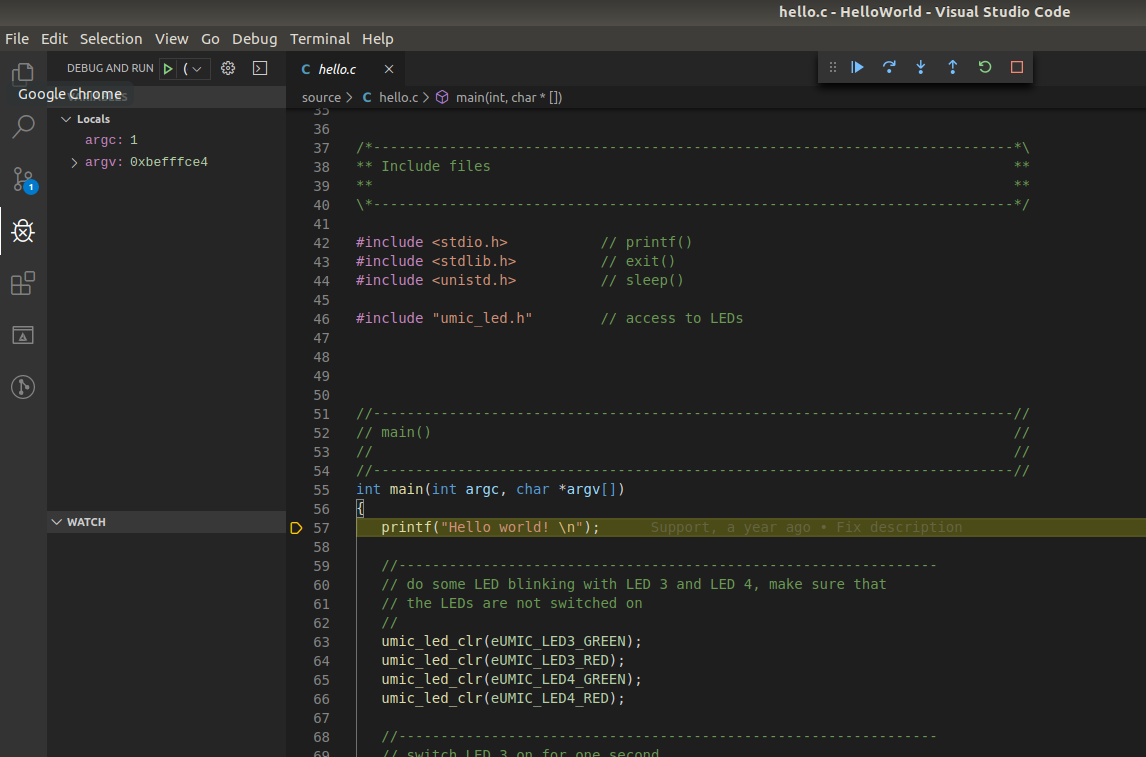 hello.c - HelloWorld - Visual Studio Code
File Edit Selection View Go Debug Terminal Help
DEBUG AND RUN (
Google Chrome
Locals
argc: 1
argv: 0xbefffce4
1
WATCH
C hello.c ×
source > C hello.c > main(int, char * [])
35
36
37 /*----------------------------------------------------------------------------*\
38 ** Include files **
39 ** **
40 \*----------------------------------------------------------------------------*/
41
42 #include <stdio.h> // printf()
43 #include <stdlib.h> // exit()
44 #include <unistd.h> // sleep()
45
46 #include "umic_led.h" // access to LEDs
47
48
49
50
51 //----------------------------------------------------------------------------//
52 // main() //
53 // //
54 //----------------------------------------------------------------------------//
55 int main(int argc, char *argv[])
56 {
57 printf("Hello world! \n"); Support, a year ago • Fix description
58
59 //----------------------------------------------------------------
60 // do some LED blinking with LED 3 and LED 4, make sure that
61 // the LEDs are not switched on
62 //
63 umic_led_clr(eUMIC_LED3_GREEN);
64 umic_led_clr(eUMIC_LED3_RED);
65 umic_led_clr(eUMIC_LED4_GREEN);
66 umic_led_clr(eUMIC_LED4_RED);
67
68 //----------------------------------------------------------------
69 // switch LED 3 on for one second